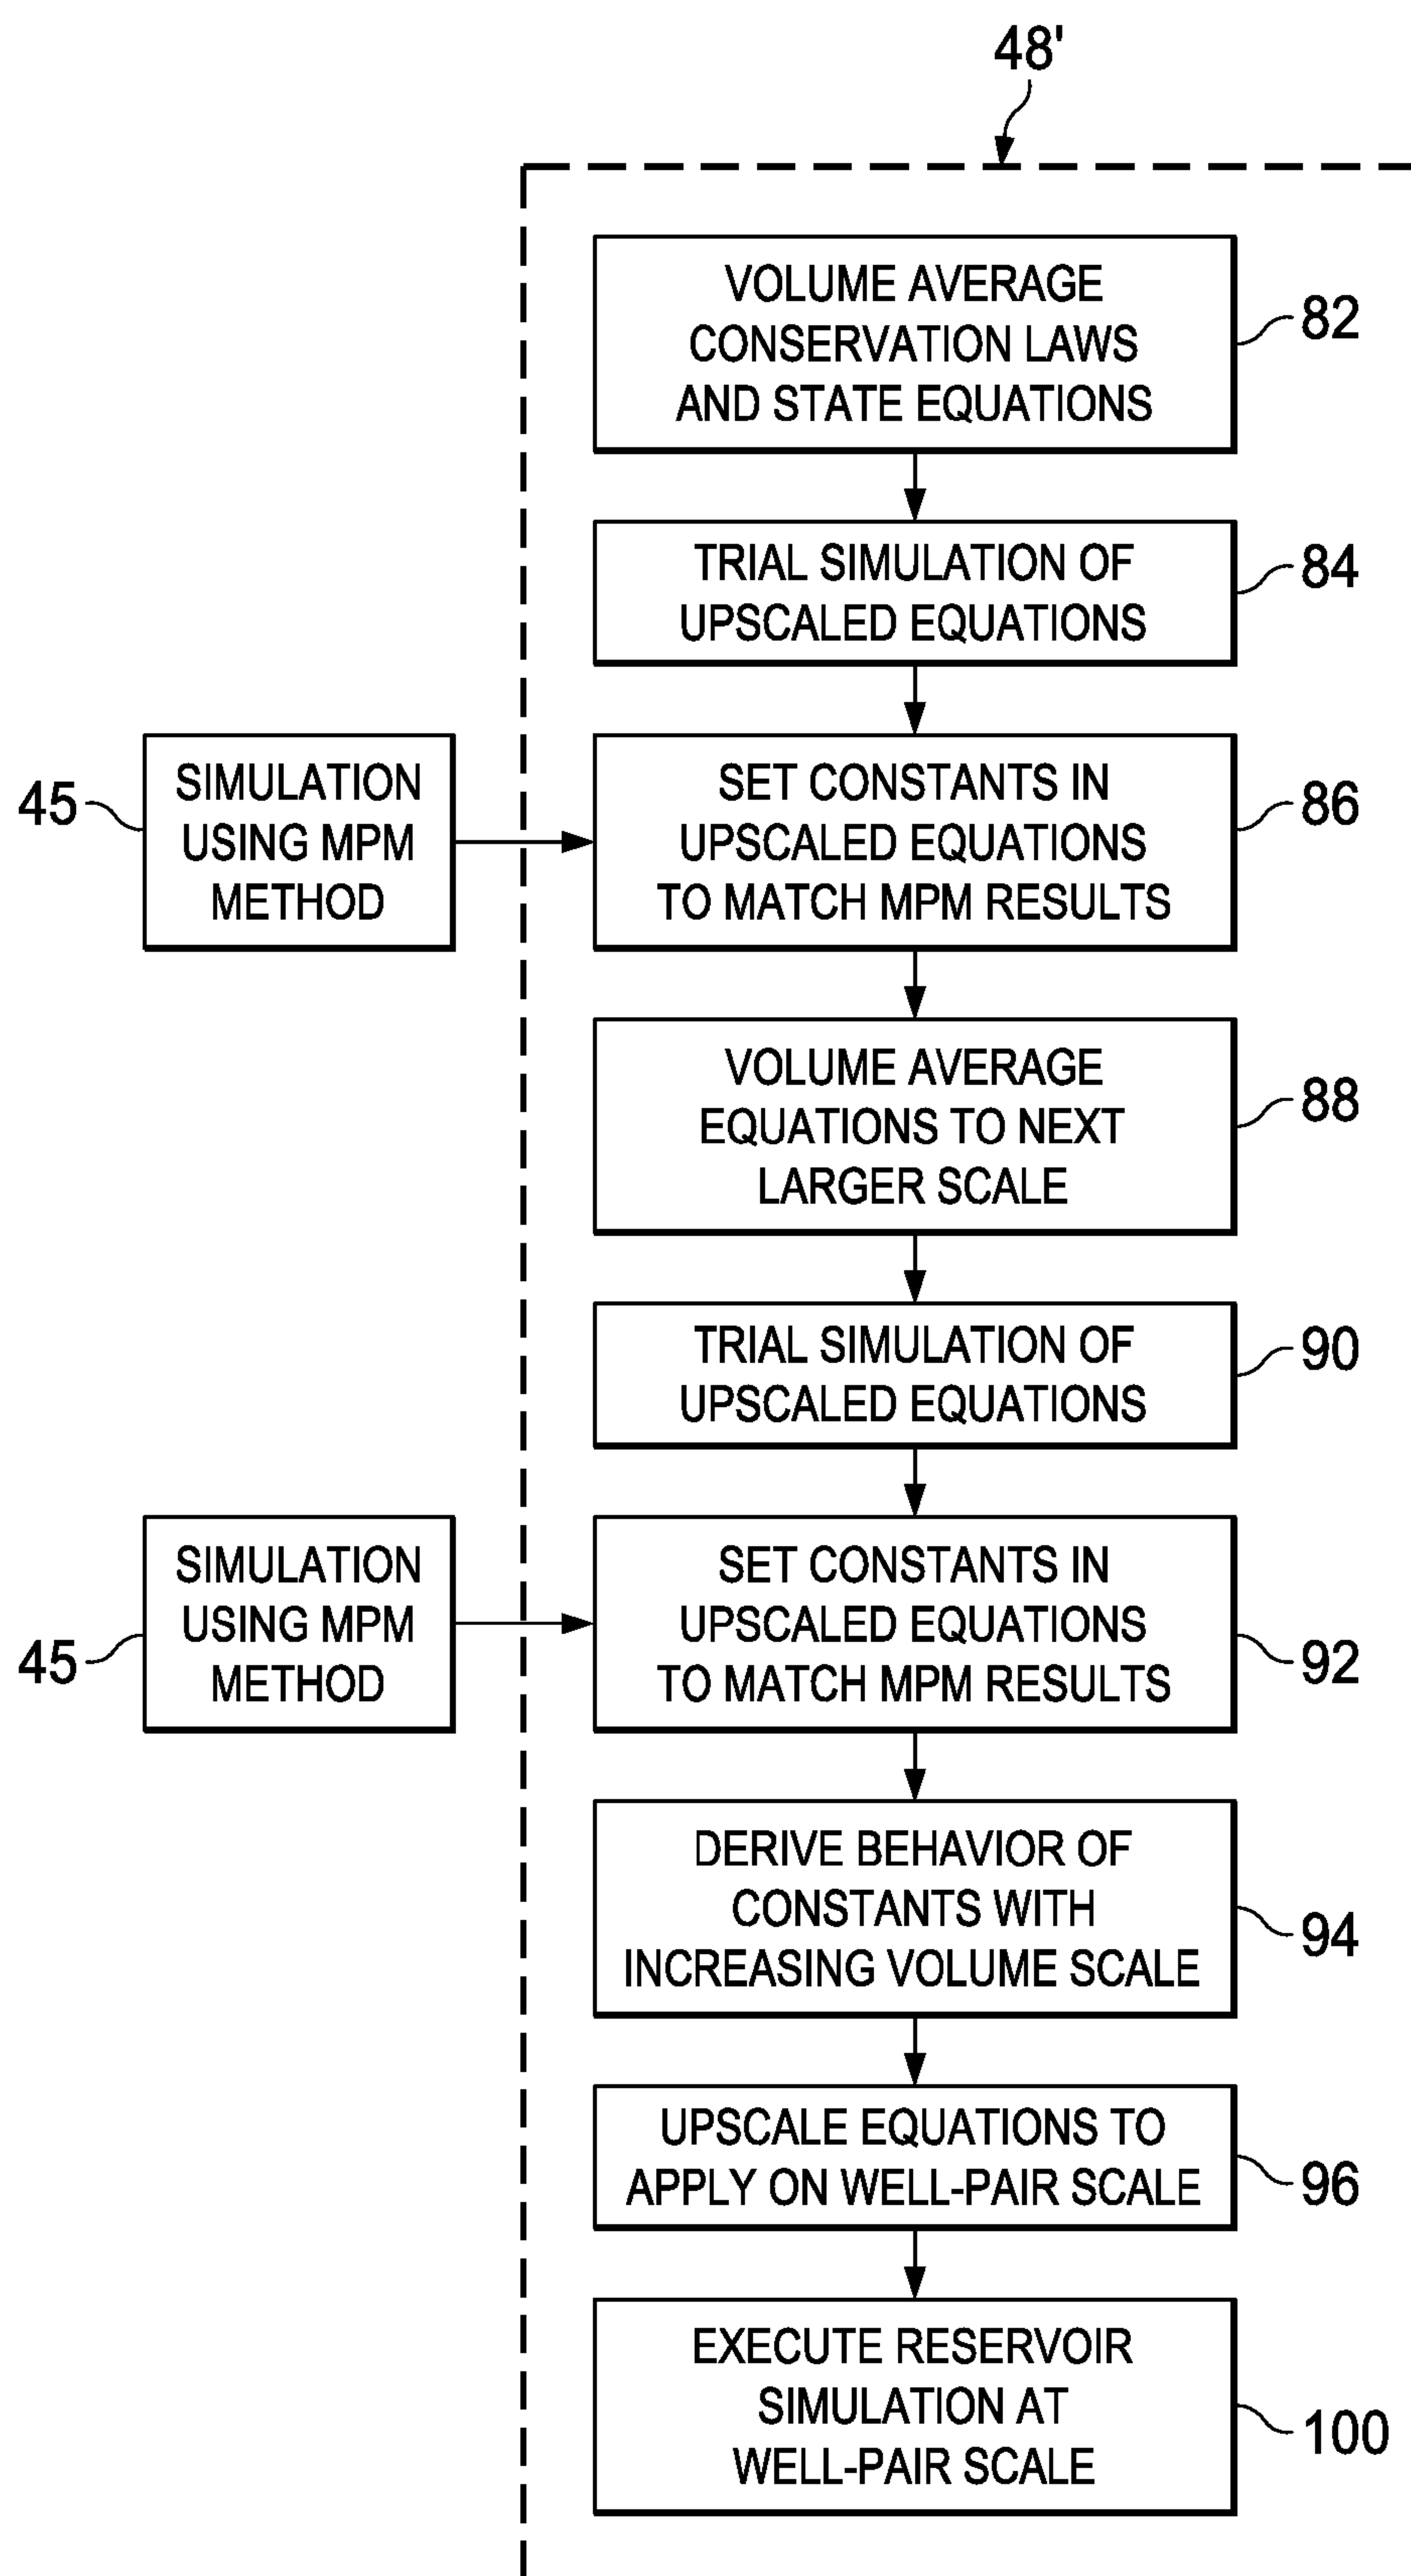 48'
VOLUME AVERAGE
CONSERVATION LAWS
AND STATE EQUATIONS
82
TRIAL SIMULATION OF
UPSCALED EQUATIONS
84
45
SIMULATION
USING MPM
METHOD
SET CONSTANTS IN
UPSCALED EQUATIONS
TO MATCH MPM RESULTS
86
VOLUME AVERAGE
EQUATIONS TO NEXT
LARGER SCALE
88
TRIAL SIMULATION OF
UPSCALED EQUATIONS
90
45
SIMULATION
USING MPM
METHOD
SET CONSTANTS IN
UPSCALED EQUATIONS
TO MATCH MPM RESULTS
92
DERIVE BEHAVIOR OF
CONSTANTS WITH
INCREASING VOLUME SCALE
94
UPSCALE EQUATIONS TO
APPLY ON WELL-PAIR SCALE
96
EXECUTE RESERVOIR
SIMULATION AT
WELL-PAIR SCALE
100